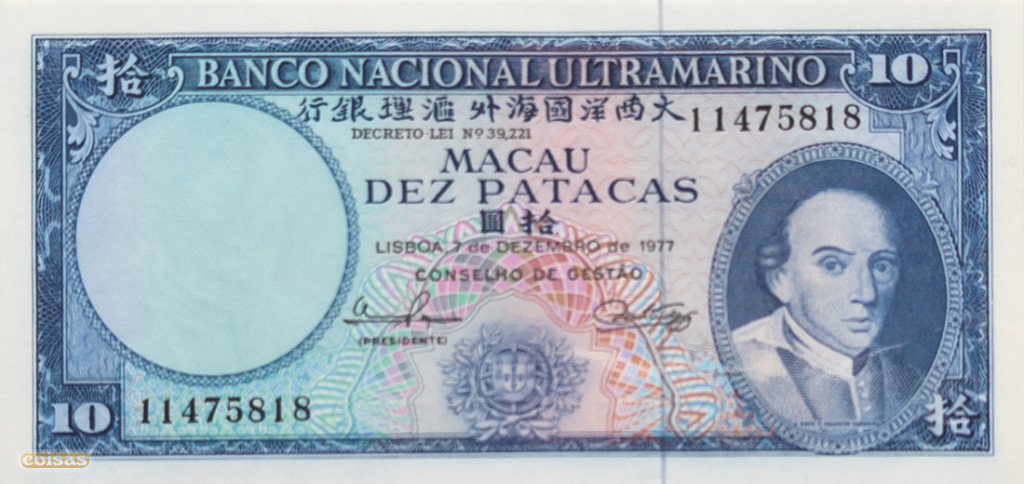 拾 BANCO NACIONAL ULTRAMARINO 10
行銀理滙外海國洋西大
11475818
DECRETO-LEI Nº 39,221
MACAU
DEZ PATACAS
圓拾
LISBOA, 7 de DEZEMBRO de 1977
CONSELHO DE GESTÃO
(PRESIDENTE)
10 11475818
拾
coisas